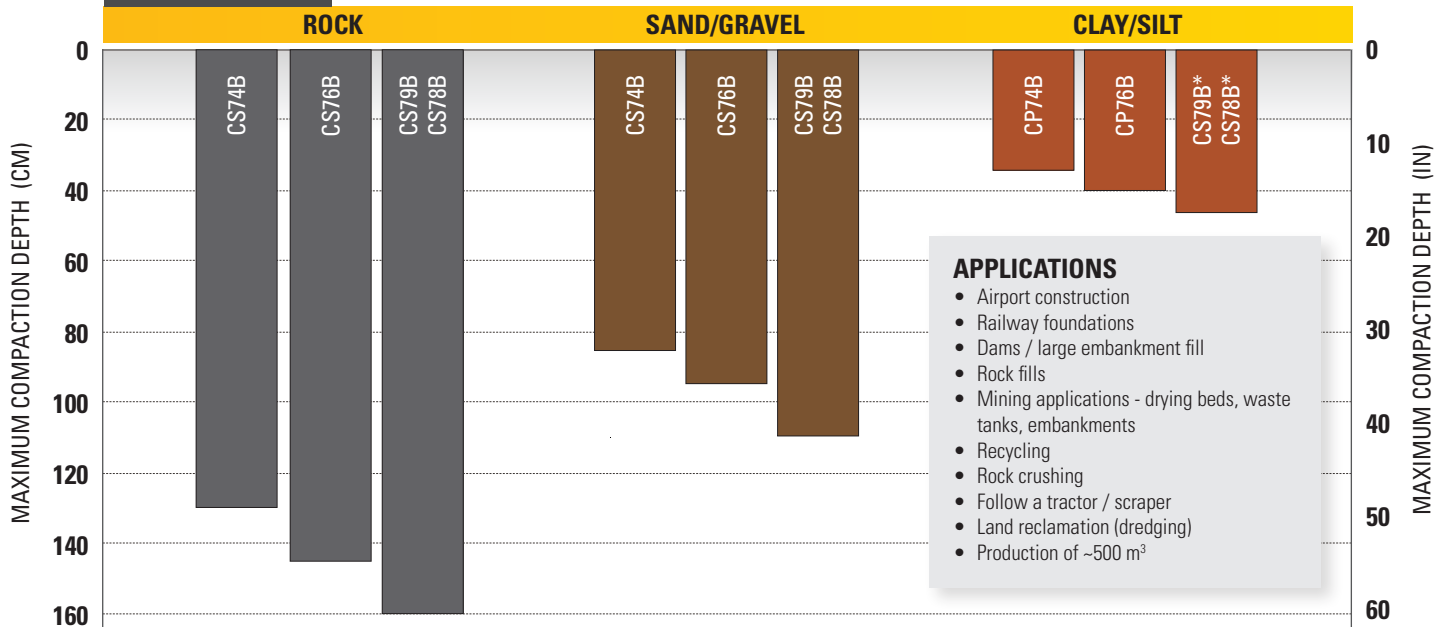 ROCK SAND/GRAVEL CLAY/SILT
MAXIMUM COMPACTION DEPTH (CM)
0
20
40
60
80
100
120
140
160
CS74B
CS76B
CS79B
CS78B
CS74B
CS76B
CS79B
CS78B
CP74B
CP76B
CS79B*
CS78B*
APPLICATIONS
• Airport construction
• Railway foundations
• Dams / large embankment fill
• Rock fills
• Mining applications - drying beds, waste
tanks, embankments
• Recycling
• Rock crushing
• Follow a tractor / scraper
• Land reclamation (dredging)
• Production of ~500 m³
0
10
20
30
40
50
60
MAXIMUM COMPACTION DEPTH (IN)